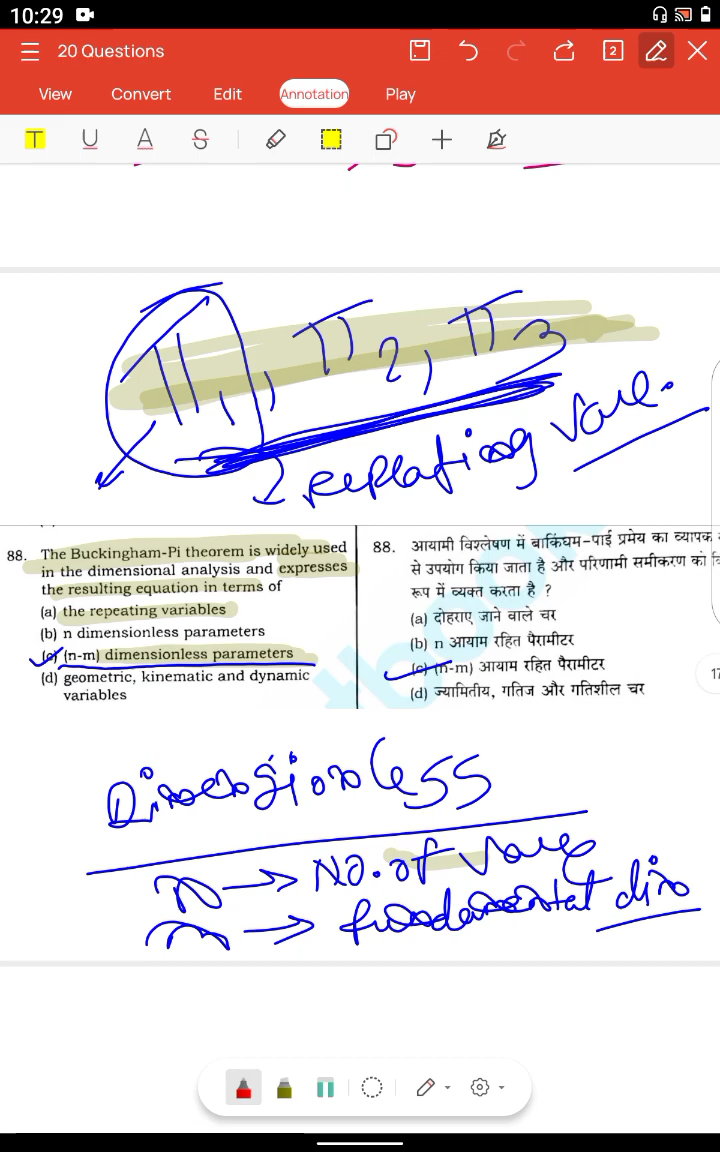 10:29
20 Questions
2
View Convert Edit Annotation Play
T U A S
π1, π2, π3
88. The Buckingham-Pi theorem is widely used
in the dimensional analysis and expresses
the resulting equation in terms of
(a) the repeating variables
(b) n dimensionless parameters
(c) (n-m) dimensionless parameters
(d) geometric, kinematic and dynamic
variables
88. आयामी विश्लेषण में बाकिंघम-पाई प्रमेय का व्यापक
से उपयोग किया जाता है और परिणामी समीकरण को
रूप में व्यक्त करता है ?
(a) दोहराए जाने वाले चर
(b) n आयाम रहित पैरामीटर
(c) (n-m) आयाम रहित पैरामीटर
(d) ज्यामितीय, गतिज और गतिशील चर
17
Dimensionless
n → No. of
m → fundamental dim